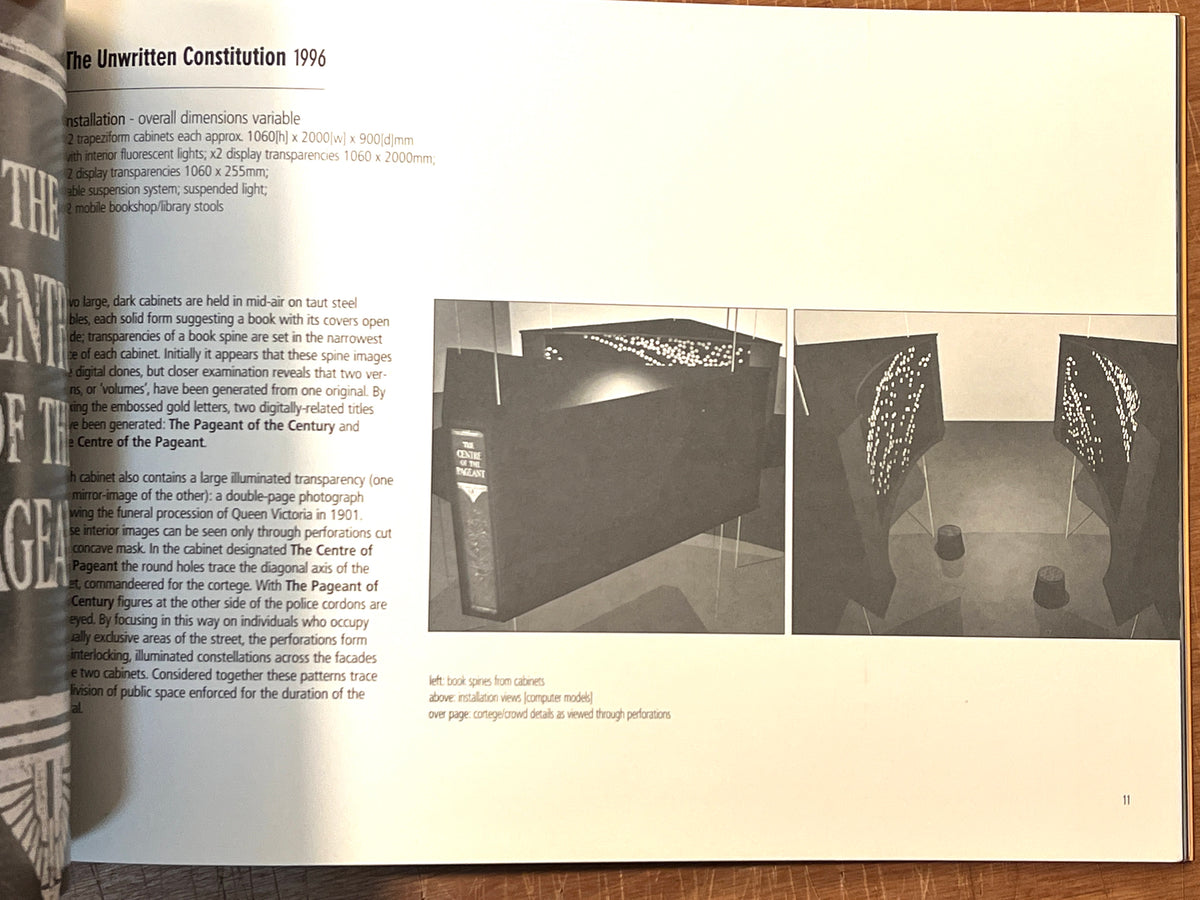 THE
OF
The Unwritten Constitution 1996
nstallation - overall dimensions variable
2 trapeziform cabinets each approx. 1060[h] x 2000[w] x 900[d]mm
with interior fluorescent lights; x2 display transparencies 1060 x 2000mm;
2 display transparencies 1060 x 255mm;
able suspension system; suspended light;
2 mobile bookshop/library stools
wo large, dark cabinets are held in mid-air on taut steel
bles, each solid form suggesting a book with its covers open
de; transparencies of a book spine are set in the narrowest
ce of each cabinet. Initially it appears that these spine images
e digital clones, but closer examination reveals that two ver-
ns, or 'volumes', have been generated from one original. By
king the embossed gold letters, two digitally-related titles
ve been generated: The Pageant of the Century and
e Centre of the Pageant.
h cabinet also contains a large illuminated transparency (one
mirror-image of the other): a double-page photograph
wing the funeral procession of Queen Victoria in 1901.
se interior images can be seen only through perforations cut
concave mask. In the cabinet designated The Centre of
Pageant the round holes trace the diagonal axis of the
et, commandeered for the cortege. With The Pageant of
Century figures at the other side of the police cordons are
eyed. By focusing in this way on individuals who occupy
ually exclusive areas of the street, the perforations form
interlocking, illuminated constellations across the facades
e two cabinets. Considered together these patterns trace
division of public space enforced for the duration of the
al.
THE
CENTRE
OF THE
PAGEANT
left: book spines from cabinets
above: installation views [computer models]
over page: cortege/crowd details as viewed through perforations
11